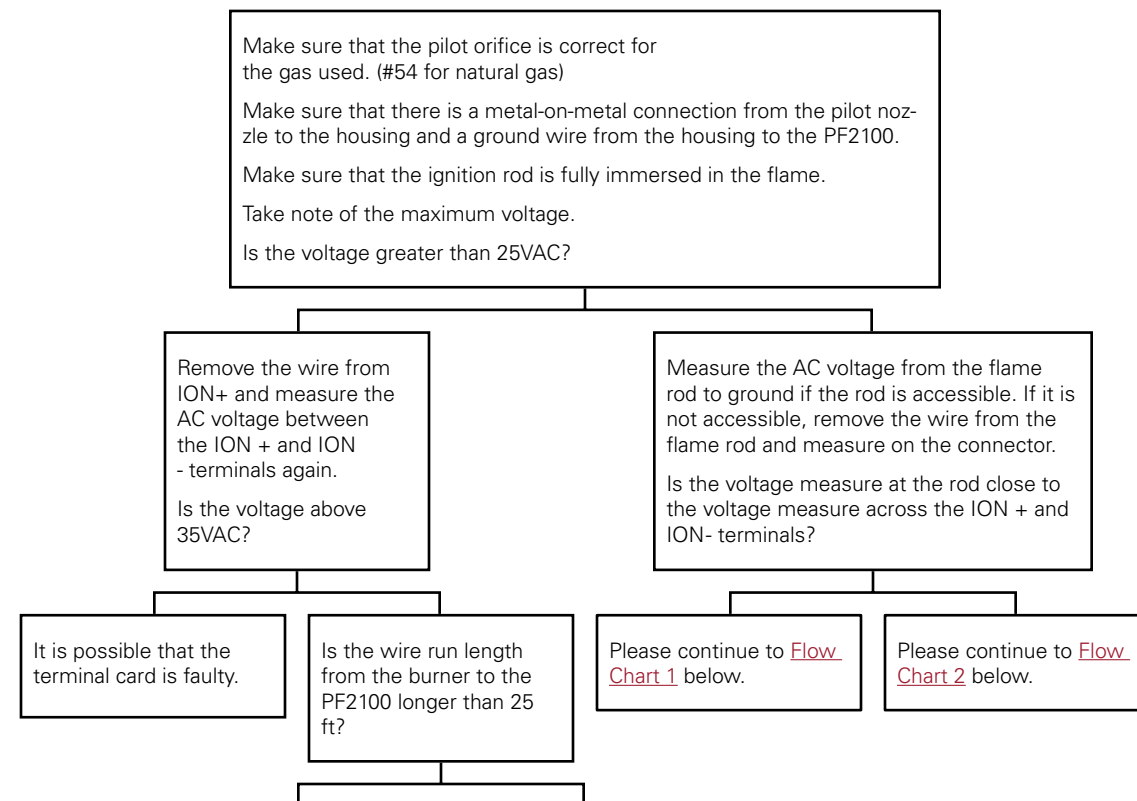 Make sure that the pilot orifice is correct for
the gas used. (#54 for natural gas)
Make sure that there is a metal-on-metal connection from the pilot noz-
zle to the housing and a ground wire from the housing to the PF2100.
Make sure that the ignition rod is fully immersed in the flame.
Take note of the maximum voltage.
Is the voltage greater than 25VAC?
Remove the wire from
ION+ and measure the
AC voltage between
the ION + and ION
- terminals again.
Is the voltage above
35VAC?
Measure the AC voltage from the flame
rod to ground if the rod is accessible. If it is
not accessible, remove the wire from the
flame rod and measure on the connector.
Is the voltage measure at the rod close to
the voltage measure across the ION + and
ION- terminals?
It is possible that the
terminal card is faulty.
Is the wire run length
from the burner to the
PF2100 longer than 25
ft?
Please continue to Flow
Chart 1 below.
Please continue to Flow
Chart 2 below.